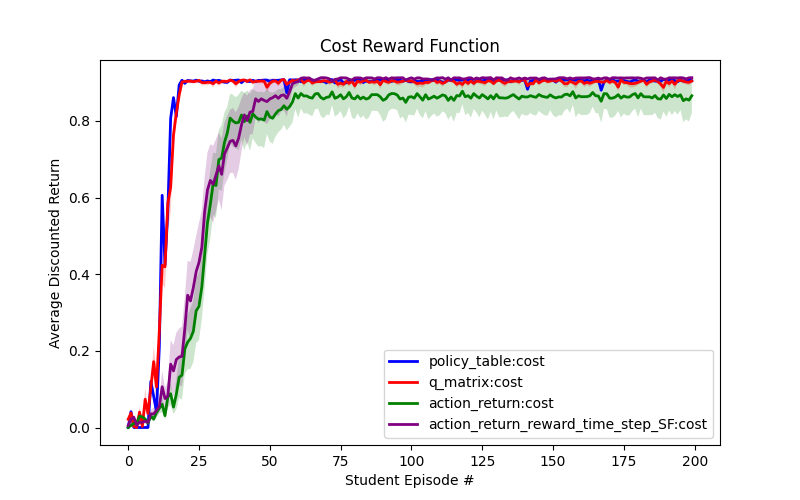 Cost Reward Function
Average Discounted Return
0.8
0.6
0.4
0.2
0.0
policy_table:cost
q_matrix:cost
action_return:cost
action_return_reward_time_step_SF:cost
0 25 50 75 100 125 150 175 200
Student Episode #